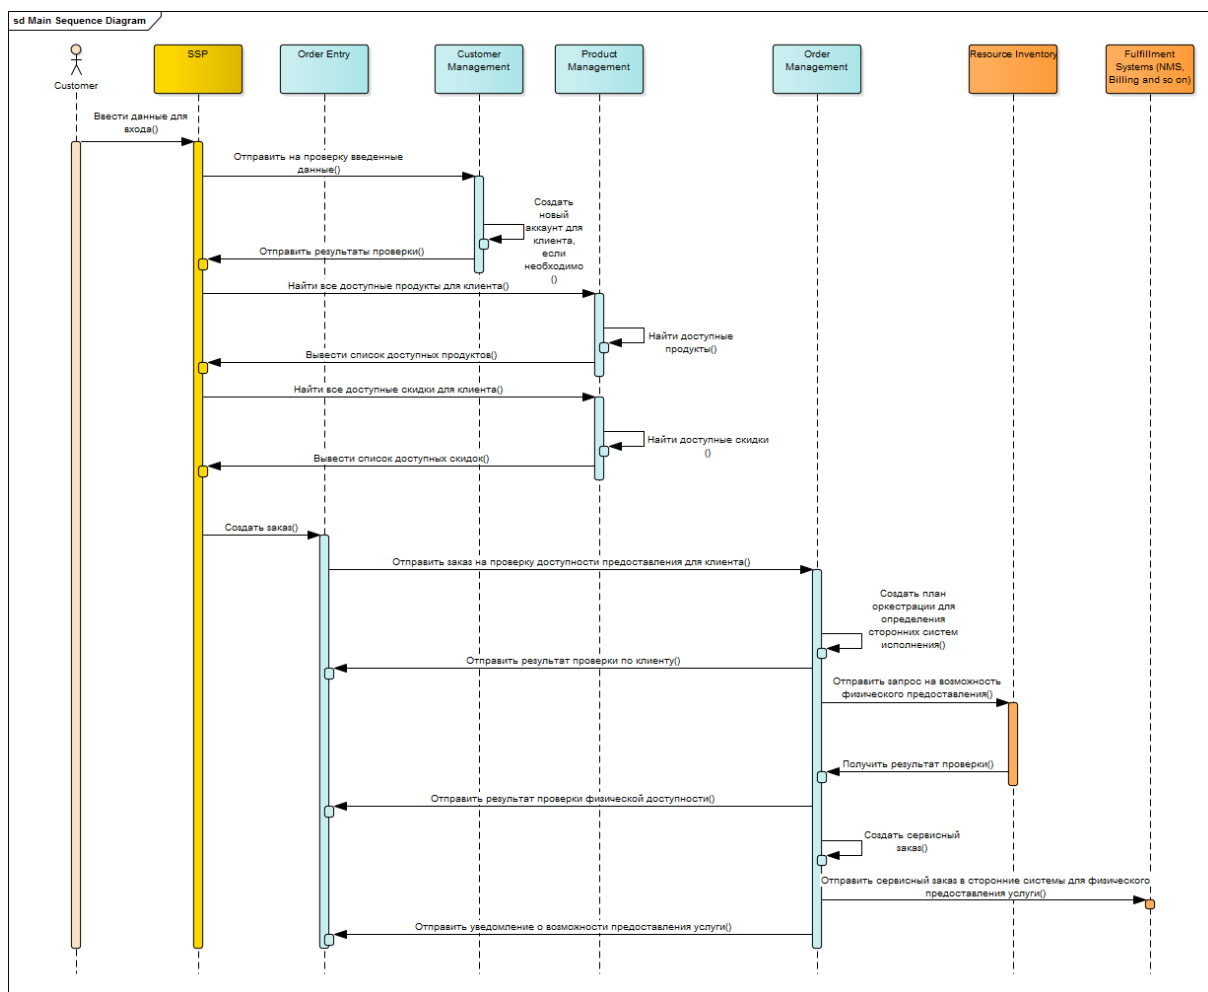 sd Main Sequence Diagram
Customer
SSP
Order Entry
Customer
Management
Product
Management
Order
Management
Resource Inventory
Fulfillment
Systems (NMS,
Billing and so on)
Ввести данные для
входа()
Отправить на проверку введенные
данные()
Создать
новый
аккаунт для
клиента,
если
необходимо
()
Отправить результаты проверки()
Найти все доступные продукты для клиента()
Найти доступные
продукты()
Вывести список доступных продуктов()
Найти все доступные скидки для клиента()
Найти доступные скидки
()
Вывести список доступных скидок()
Создать заказ()
Отправить заказ на проверку доступности предоставления для клиента()
Создать план
оркестрации для
определения
сторонних систем
исполнения()
Отправить результат проверки по клиенту()
Отправить запрос на возможность
физического предоставления()
Получить результат проверки()
Отправить результат проверки физической доступности()
Создать сервисный
заказ()
Отправить сервисный заказ в сторонние системы для физического
предоставления услуги()
Отправить уведомление о возможности предоставления услуги()